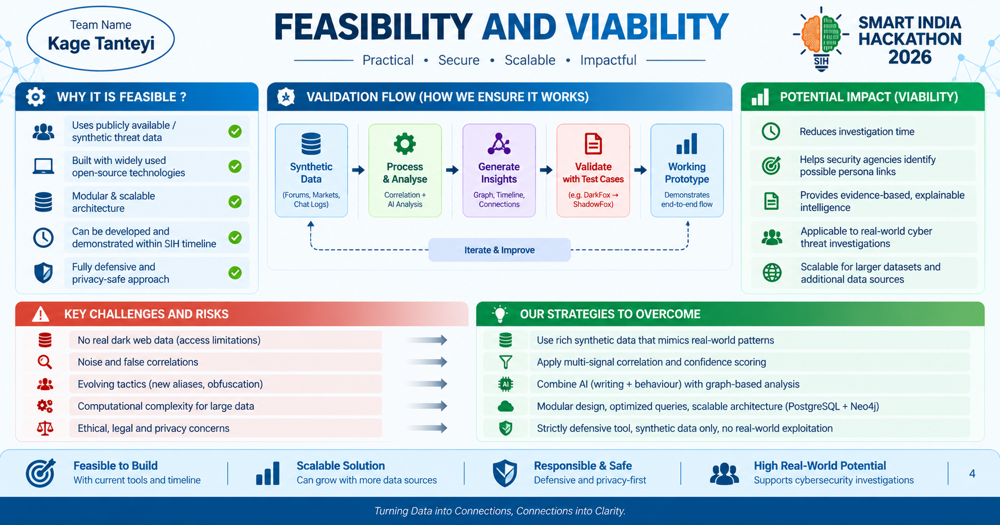 Team Name
Kage Tanteyi
FEASIBILITY AND VIABILITY
Practical • Secure • Scalable • Impactful
SIH
SMART INDIA
HACKATHON
2026
WHY IT IS FEASIBLE ?
Uses publicly available /
synthetic threat data
Built with widely used
open-source technologies
Modular & scalable
architecture
Can be developed and
demonstrated within SIH timeline
Fully defensive and
privacy-safe approach
VALIDATION FLOW (HOW WE ENSURE IT WORKS)
Synthetic
Data
(Forums, Markets,
Chat Logs)
Process
& Analyse
Correlation +
AI Analysis
Generate
Insights
Graph, Timeline,
Connections
Validate
with Test Cases
(e.g. DarkFox →
ShadowFox)
Working
Prototype
Demonstrates
end-to-end flow
Iterate & Improve
POTENTIAL IMPACT (VIABILITY)
Reduces investigation time
Helps security agencies identify
possible persona links
Provides evidence-based, explainable
intelligence
Applicable to real-world cyber
threat investigations
Scalable for larger datasets and
additional data sources
KEY CHALLENGES AND RISKS
No real dark web data (access limitations)
Noise and false correlations
Evolving tactics (new aliases, obfuscation)
Computational complexity for large data
Ethical, legal and privacy concerns
OUR STRATEGIES TO OVERCOME
Use rich synthetic data that mimics real-world patterns
Apply multi-signal correlation and confidence scoring
AI
Combine AI (writing + behaviour) with graph-based analysis
Modular design, optimized queries, scalable architecture (PostgreSQL + Neo4j)
Strictly defensive tool, synthetic data only, no real-world exploitation
Feasible to Build
With current tools and timeline
Scalable Solution
Can grow with more data sources
Responsible & Safe
Defensive and privacy-first
High Real-World Potential
Supports cybersecurity investigations
4
Turning Data into Connections, Connections into Clarity.